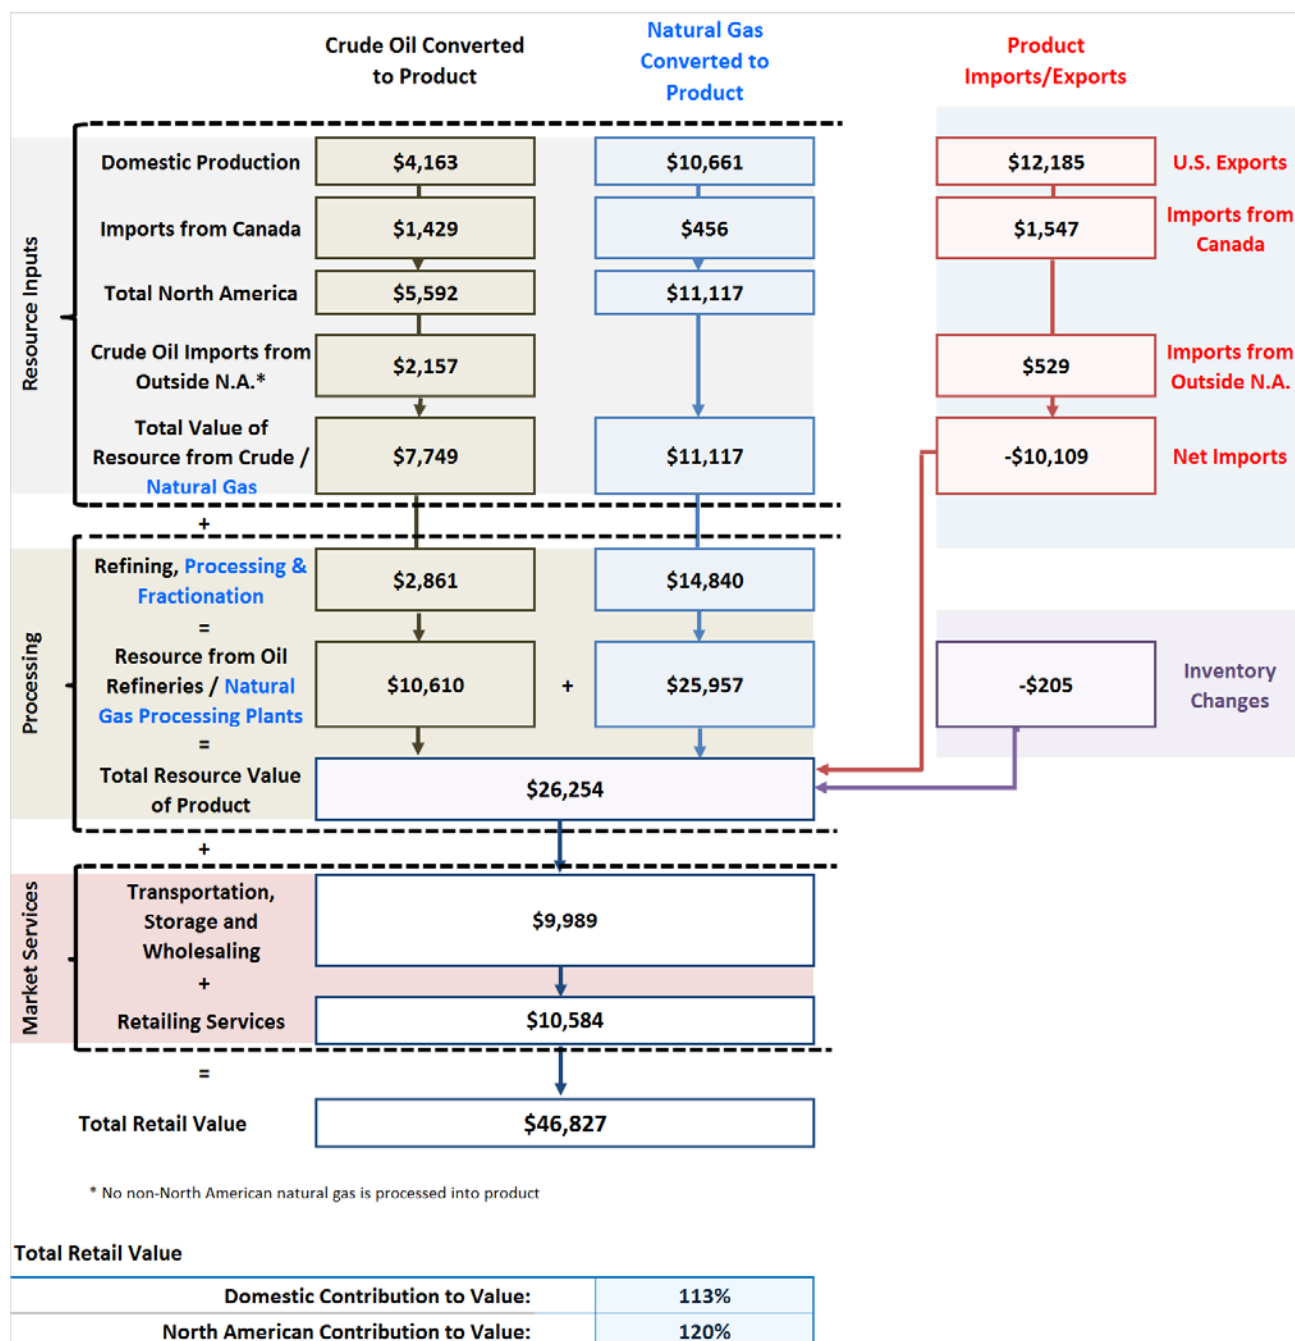 Crude Oil Converted
to Product
Natural Gas
Converted to
Product
Product
Imports/Exports
Resource Inputs
Domestic Production
$4,163
$10,661
$12,185
U.S. Exports
Imports from Canada
$1,429
$456
$1,547
Imports from
Canada
Total North America
$5,592
$11,117
Crude Oil Imports from
Outside N.A.*
$2,157
$529
Imports from
Outside N.A.
Total Value of
Resource from Crude /
Natural Gas
$7,749
$11,117
-$10,109
Net Imports
+
Processing
Refining, Processing &
Fractionation
$2,861
$14,840
=
Resource from Oil
Refineries / Natural
Gas Processing Plants
$10,610
+
$25,957
-$205
Inventory
Changes
=
Total Resource Value
of Product
$26,254
+
Market Services
Transportation,
Storage and
Wholesaling
$9,989
+
Retailing Services
$10,584
=
Total Retail Value
$46,827
* No non-North American natural gas is processed into product
Total Retail Value
Domestic Contribution to Value:
113%
North American Contribution to Value:
120%